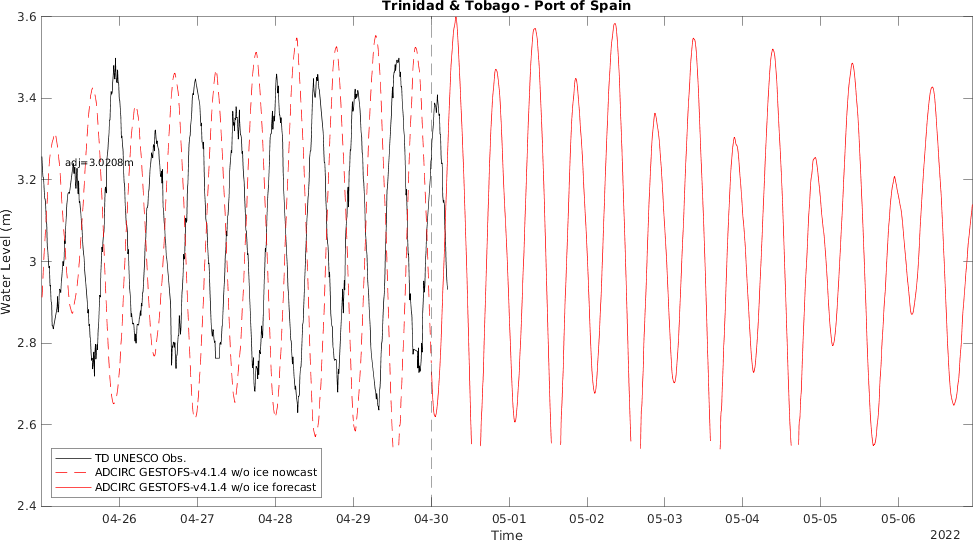 Trinidad & Tobago - Port of Spain
3.6
3.4
3.2
3
2.8
2.6
2.4
Water Level (m)
adj=3.0208m
TD UNESCO Obs.
ADCIRC GESTOFS-v4.1.4 w/o ice nowcast
ADCIRC GESTOFS-v4.1.4 w/o ice forecast
04-26 04-27 04-28 04-29 04-30 05-01 05-02 05-03 05-04 05-05 05-06
Time
2022